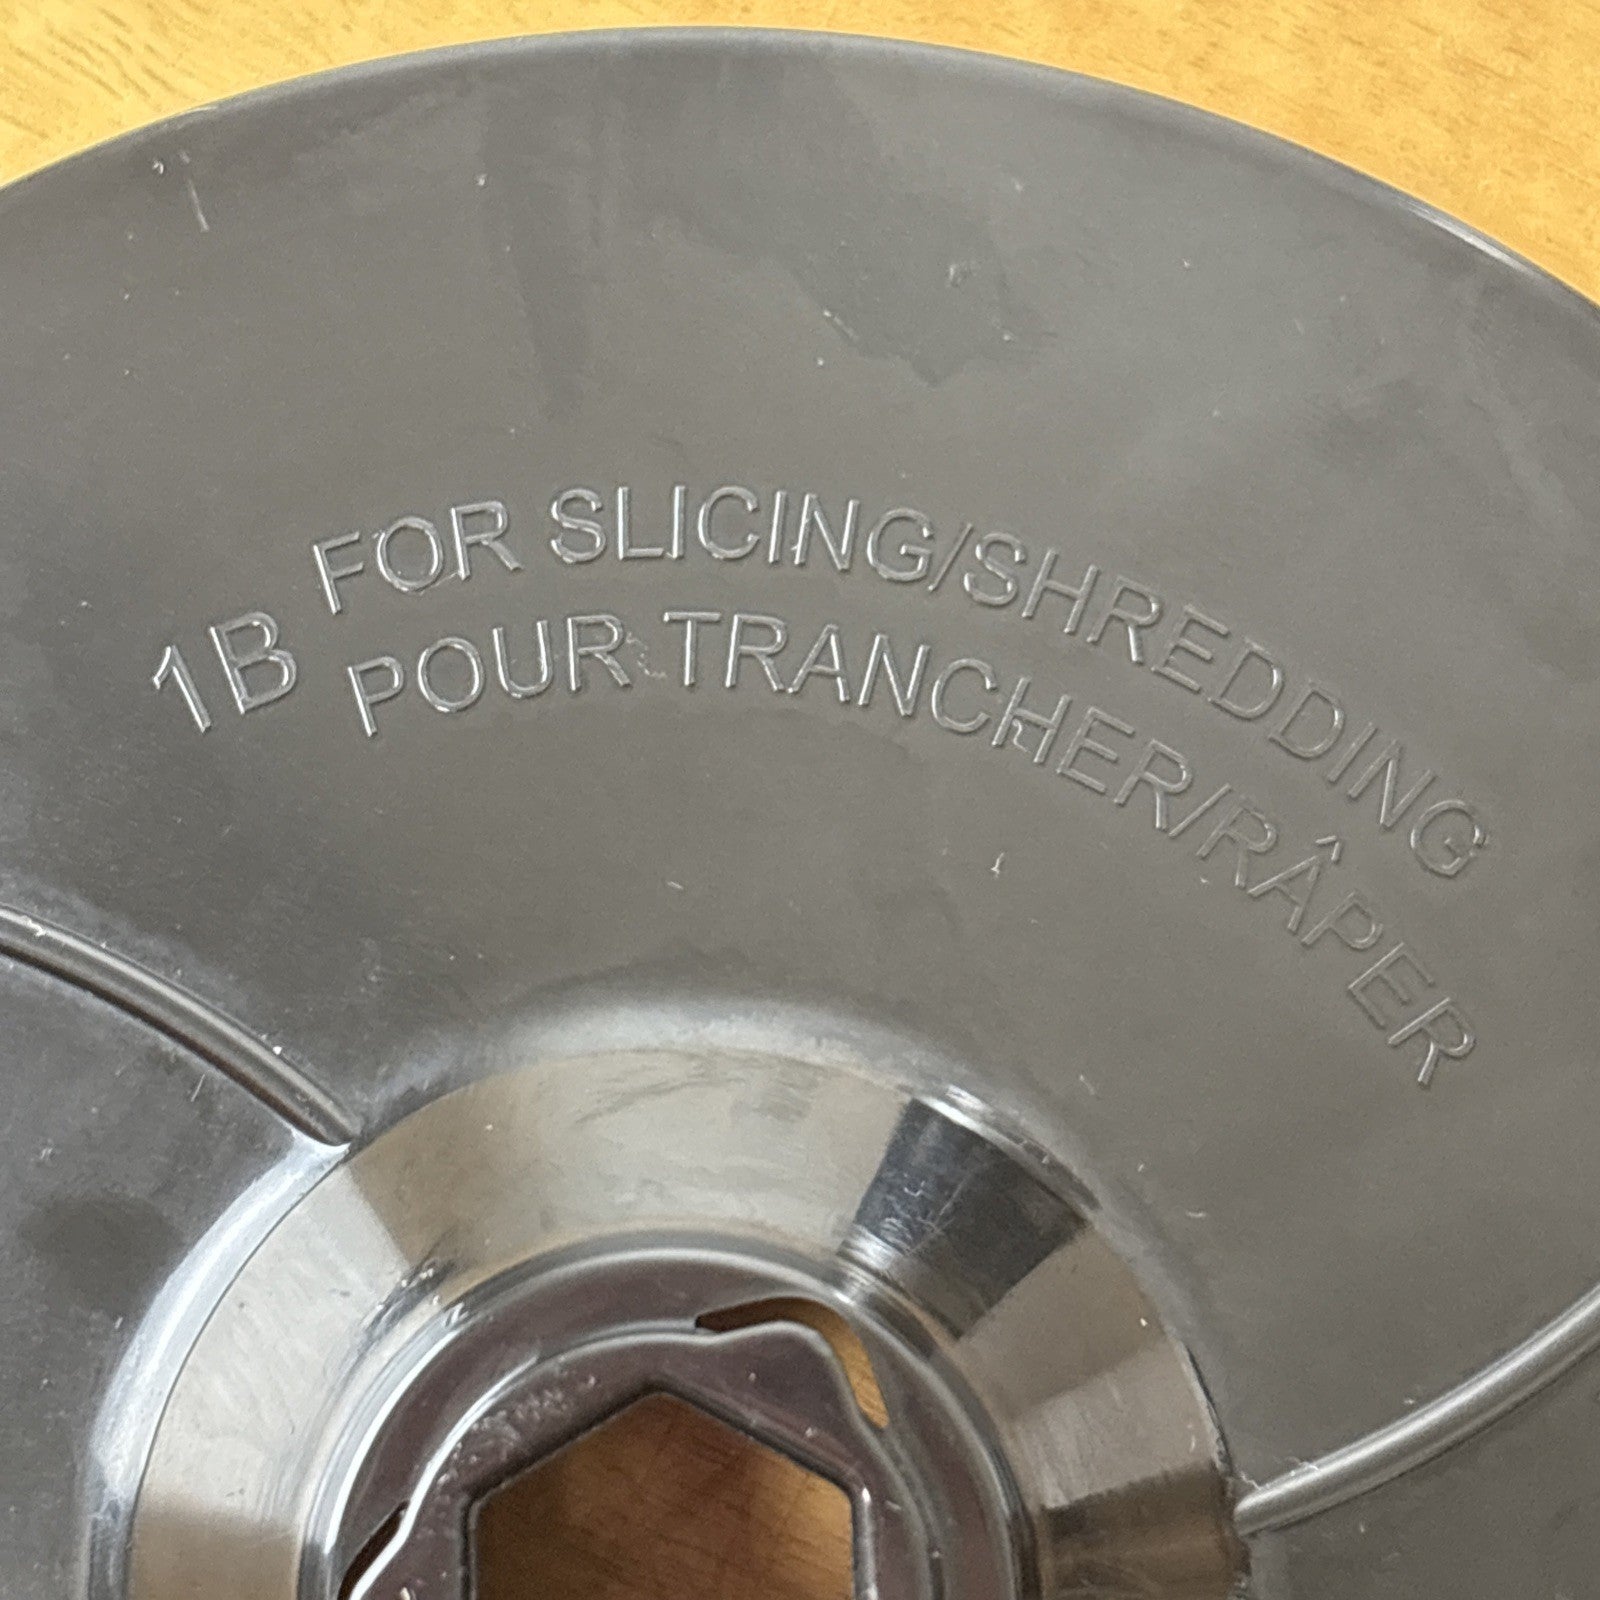 1B
FOR SLICING/SHREDDING
POUR TRANCHER/RÂPER